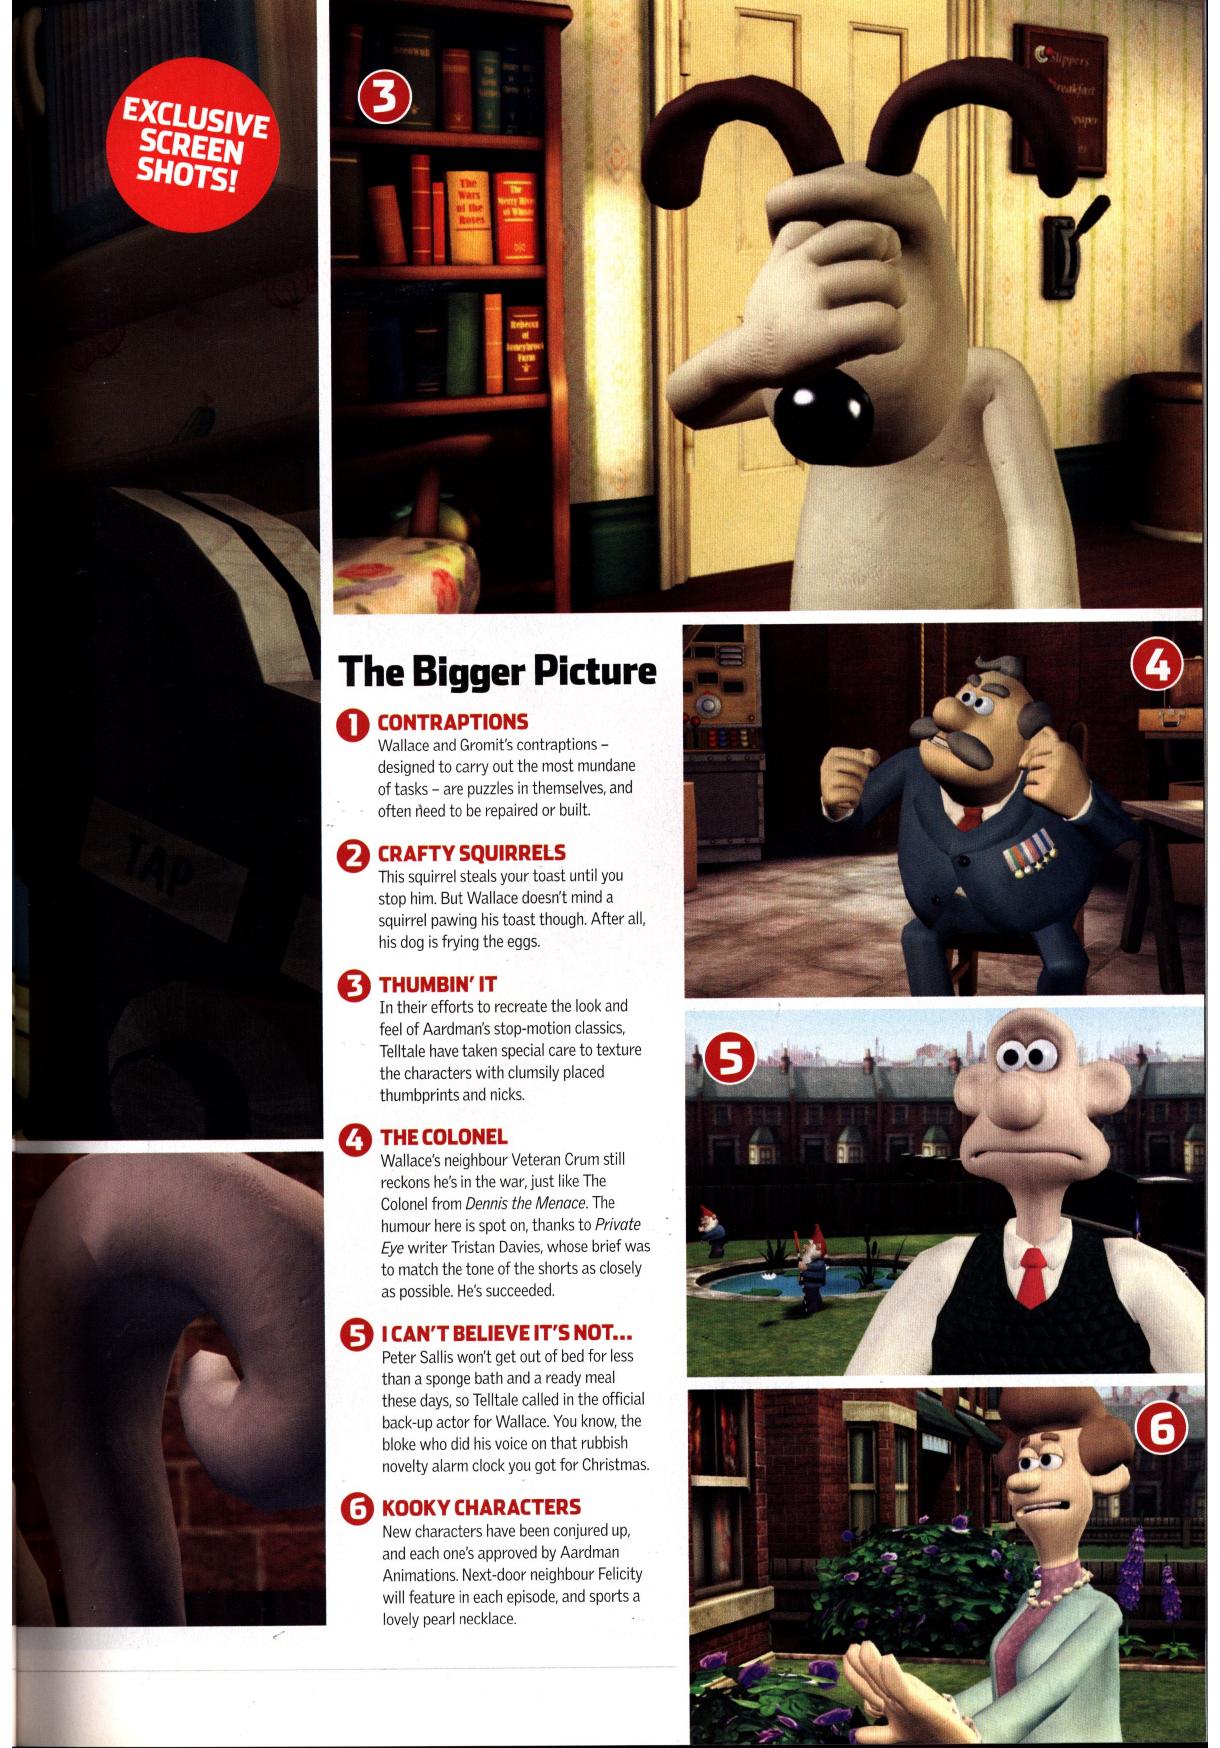 EXCLUSIVE
SCREEN
SHOTS!
3
Beowulf
The
Wars
of the
Roses
The
Merry Wives
Rebecca
of
Farm
Slippers
Breakfast
TAP
The Bigger Picture
1 CONTRAPTIONS
Wallace and Gromit's contraptions –
designed to carry out the most mundane
of tasks – are puzzles in themselves, and
often need to be repaired or built.
2 CRAFTY SQUIRRELS
This squirrel steals your toast until you
stop him. But Wallace doesn't mind a
squirrel pawing his toast though. After all,
his dog is frying the eggs.
3 THUMBIN' IT
In their efforts to recreate the look and
feel of Aardman's stop-motion classics,
Telltale have taken special care to texture
the characters with clumsily placed
thumbprints and nicks.
4 THE COLONEL
Wallace's neighbour Veteran Crum still
reckons he's in the war, just like The
Colonel from Dennis the Menace. The
humour here is spot on, thanks to Private
Eye writer Tristan Davies, whose brief was
to match the tone of the shorts as closely
as possible. He's succeeded.
5 I CAN'T BELIEVE IT'S NOT...
Peter Sallis won't get out of bed for less
than a sponge bath and a ready meal
these days, so Telltale called in the official
back-up actor for Wallace. You know, the
bloke who did his voice on that rubbish
novelty alarm clock you got for Christmas.
6 KOOKY CHARACTERS
New characters have been conjured up,
and each one's approved by Aardman
Animations. Next-door neighbour Felicity
will feature in each episode, and sports a
lovely pearl necklace.
4
5
6